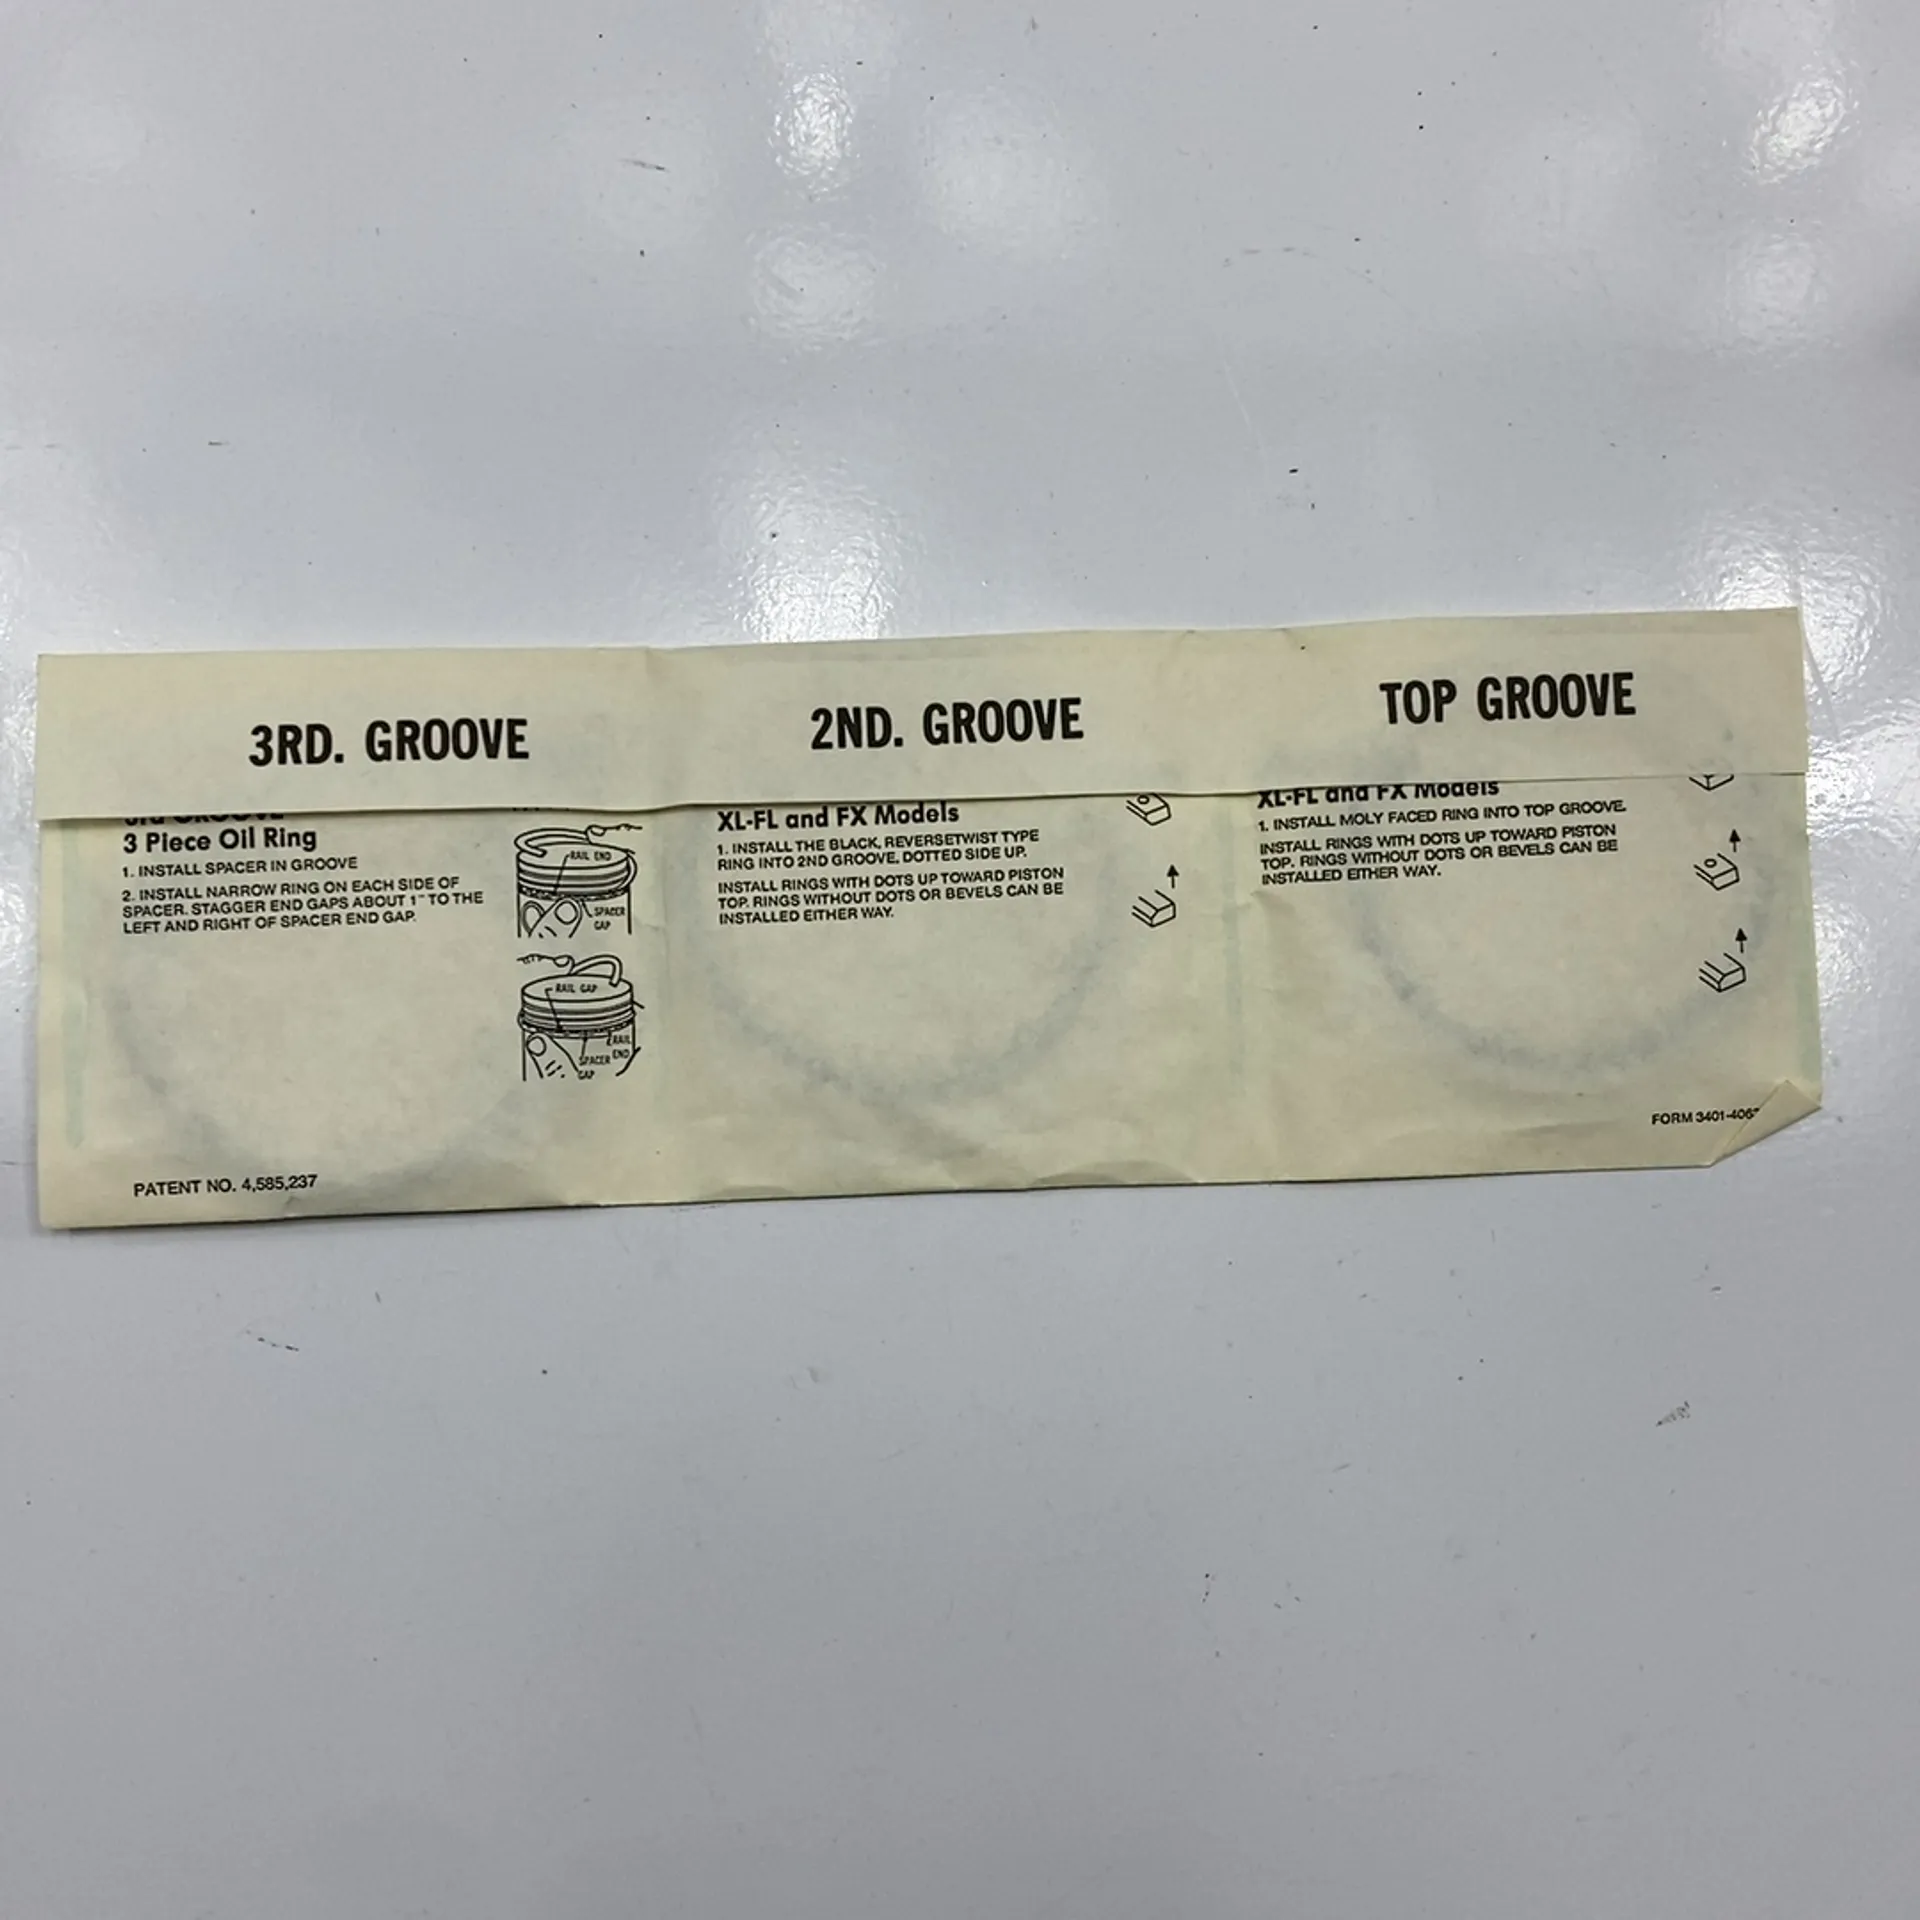 3RD. GROOVE
3rd GROOVE
3 Piece Oil Ring
1. INSTALL SPACER IN GROOVE
2. INSTALL NARROW RING ON EACH SIDE OF
SPACER. STAGGER END GAPS ABOUT 1" TO THE
LEFT AND RIGHT OF SPACER END GAP.
RAIL END
SPACER
GAP
RAIL GAP
RAIL
END
SPACER
GAP
PATENT NO. 4,585,237
2ND. GROOVE
XL-FL and FX Models
1. INSTALL THE BLACK, REVERSETWIST TYPE
RING INTO 2ND GROOVE, DOTTED SIDE UP.
INSTALL RINGS WITH DOTS UP TOWARD PISTON
TOP. RINGS WITHOUT DOTS OR BEVELS CAN BE
INSTALLED EITHER WAY.
TOP GROOVE
XL-FL and FX Models
1. INSTALL MOLY FACED RING INTO TOP GROOVE.
INSTALL RINGS WITH DOTS UP TOWARD PISTON
TOP. RINGS WITHOUT DOTS OR BEVELS CAN BE
INSTALLED EITHER WAY.
FORM 3401-406